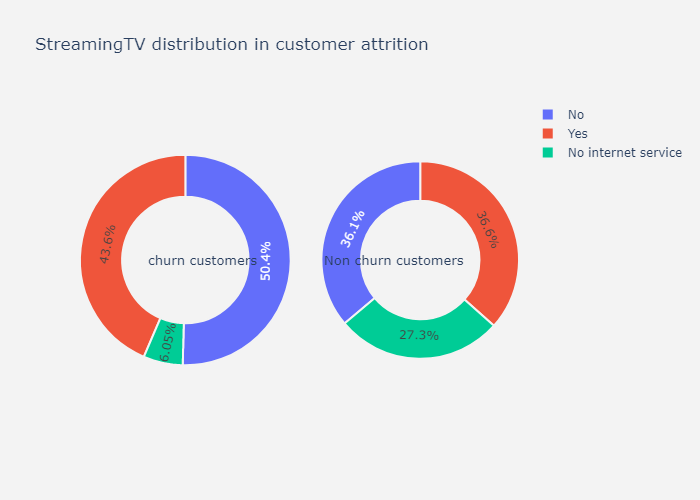 StreamingTV distribution in customer attrition
No
Yes
No internet service
43.6%
churn customers
50.4%
6.05%
36.1%
Non churn customers
36.6%
27.3%